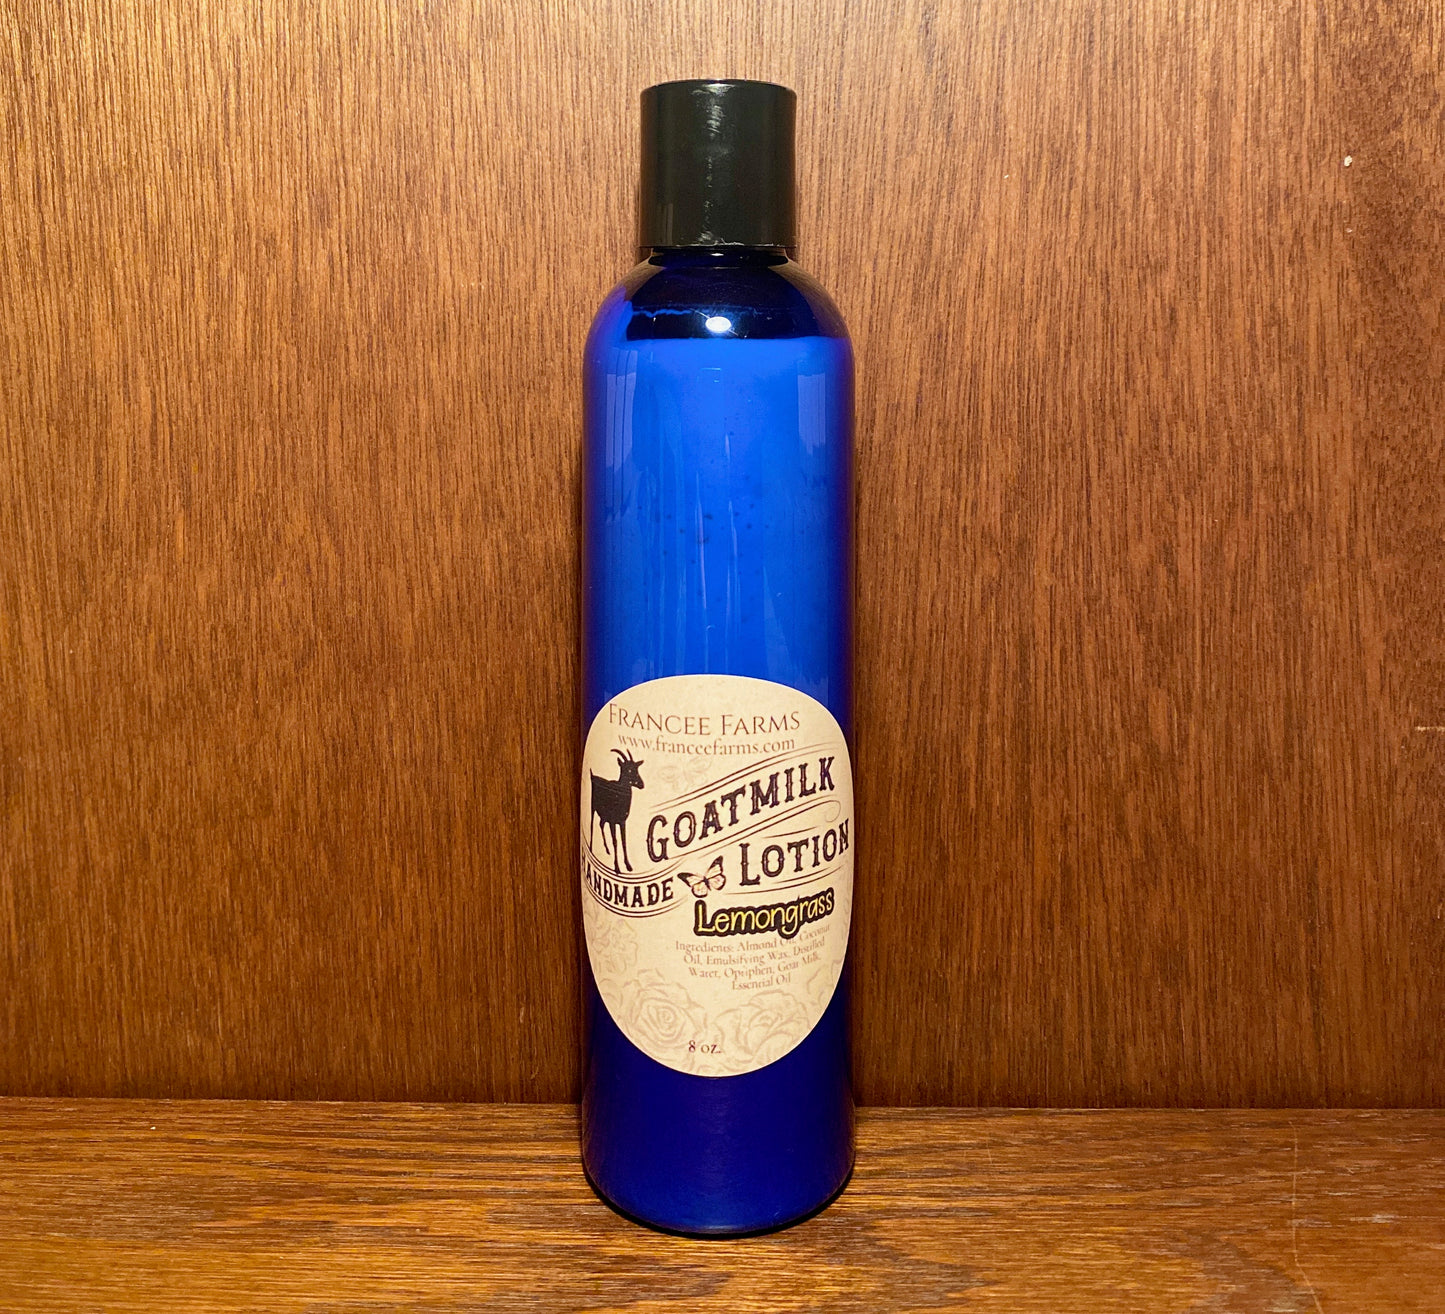 FRANCEE FARMS
www.franceefarms.com
GOATMILK
HANDMADE LOTION
Lemongrass
Ingredients: Almond Oil, Coconut
Oil, Emulsifying Wax, Distilled
Water, Optiphen, Goat Milk,
Essential Oil
8 oz.